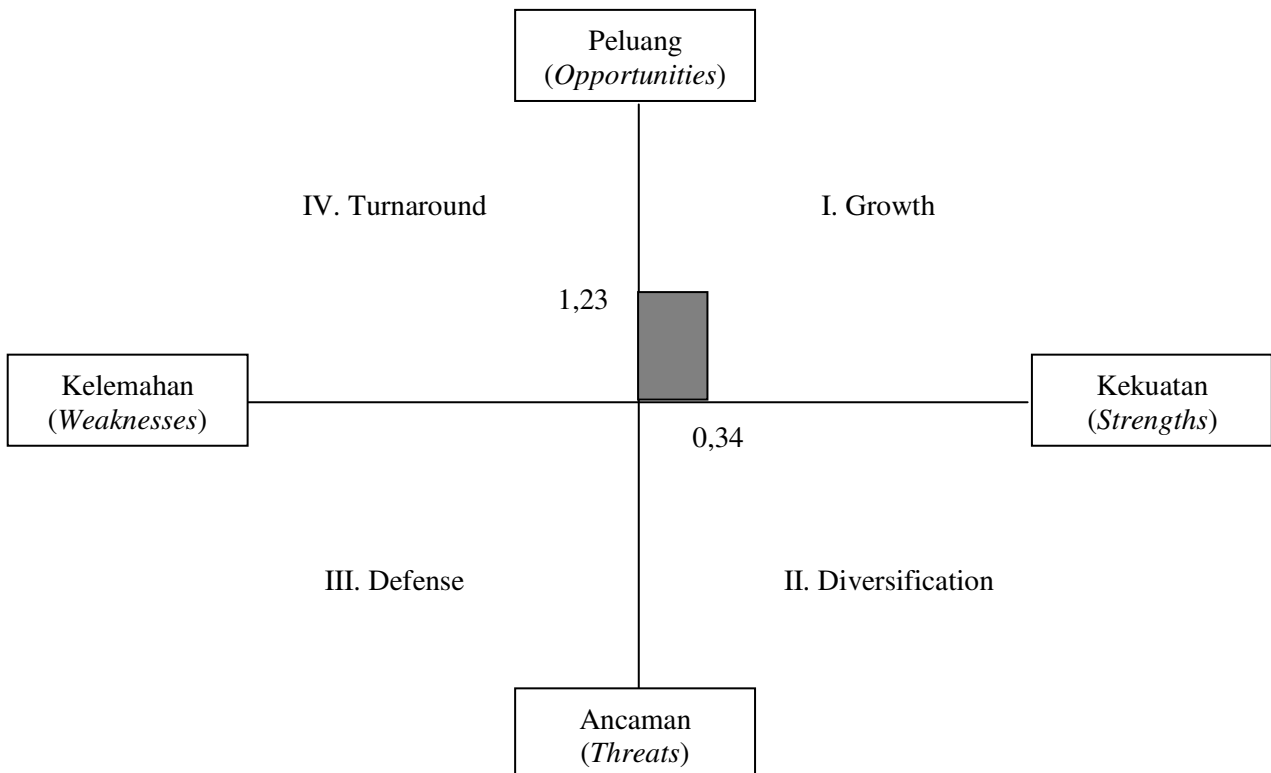 Peluang
(Opportunities)
IV. Turnaround
I. Growth
1,23
Kelemahan
(Weaknesses)
Kekuatan
(Strengths)
0,34
III. Defense
II. Diversification
Ancaman
(Threats)